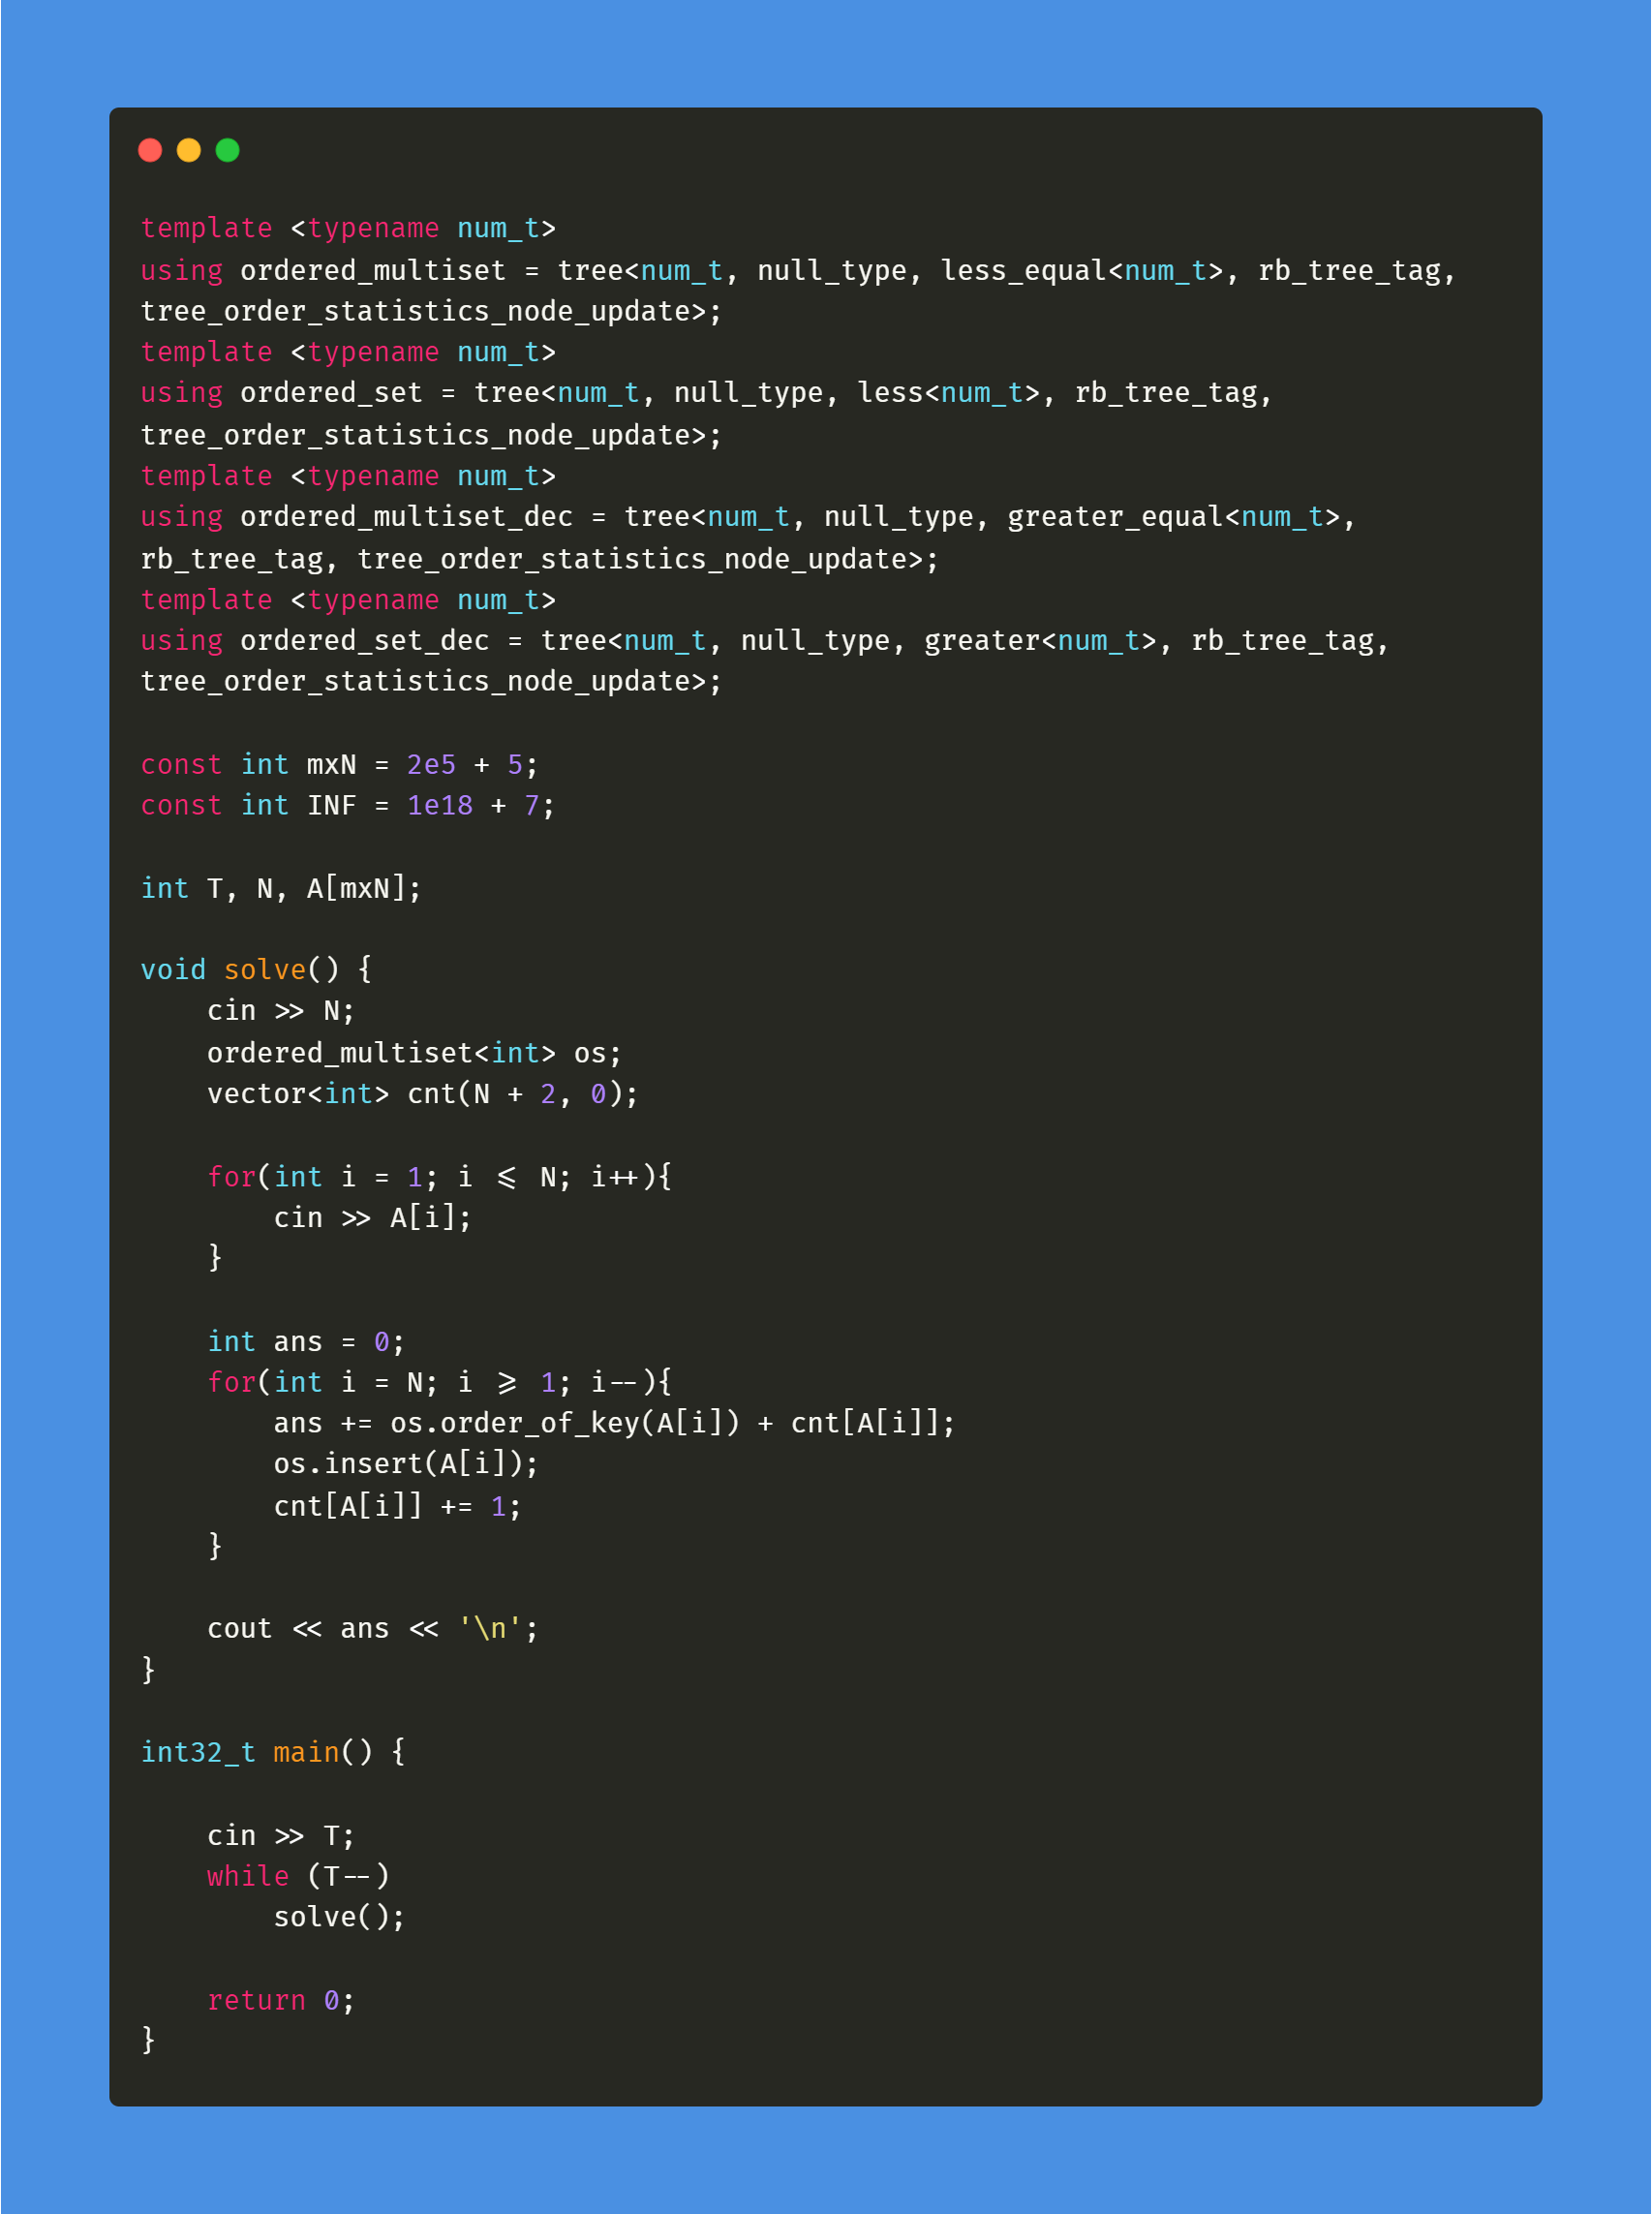 template <typename num_t>
using ordered_multiset = tree<num_t, null_type, less_equal<num_t>, rb_tree_tag,
tree_order_statistics_node_update>;
template <typename num_t>
using ordered_set = tree<num_t, null_type, less<num_t>, rb_tree_tag,
tree_order_statistics_node_update>;
template <typename num_t>
using ordered_multiset_dec = tree<num_t, null_type, greater_equal<num_t>,
rb_tree_tag, tree_order_statistics_node_update>;
template <typename num_t>
using ordered_set_dec = tree<num_t, null_type, greater<num_t>, rb_tree_tag,
tree_order_statistics_node_update>;

const int mxN = 2e5 + 5;
const int INF = 1e18 + 7;

int T, N, A[mxN];

void solve() {
    cin >> N;
    ordered_multiset<int> os;
    vector<int> cnt(N + 2, 0);

    for(int i = 1; i <= N; i++){
        cin >> A[i];
    }

    int ans = 0;
    for(int i = N; i >= 1; i--){
        ans += os.order_of_key(A[i]) + cnt[A[i]];
        os.insert(A[i]);
        cnt[A[i]] += 1;
    }

    cout << ans << '\n';
}

int32_t main() {

    cin >> T;
    while (T--)
        solve();

    return 0;
}